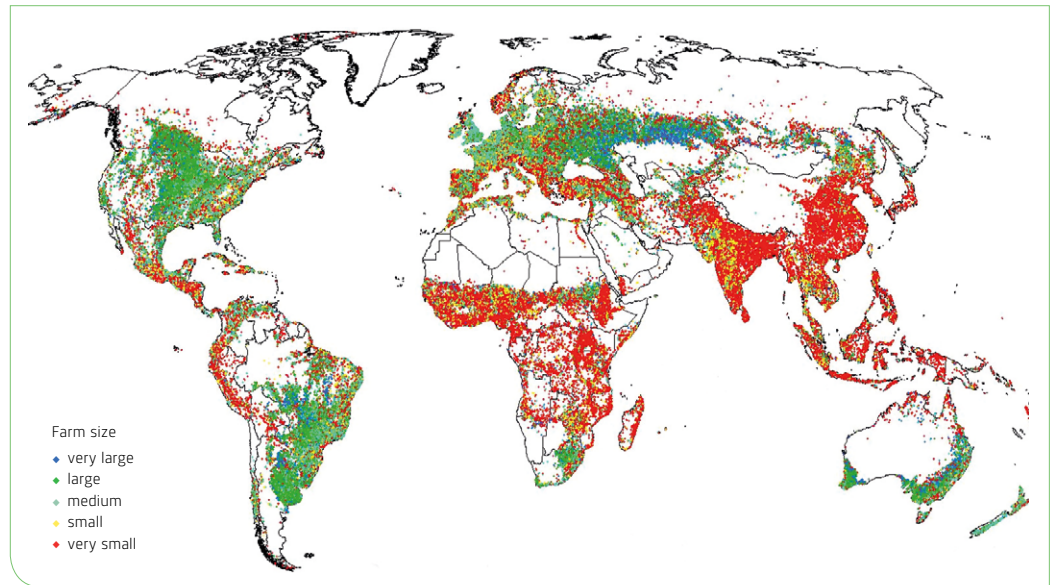 Farm size
very large
large
medium
small
very small